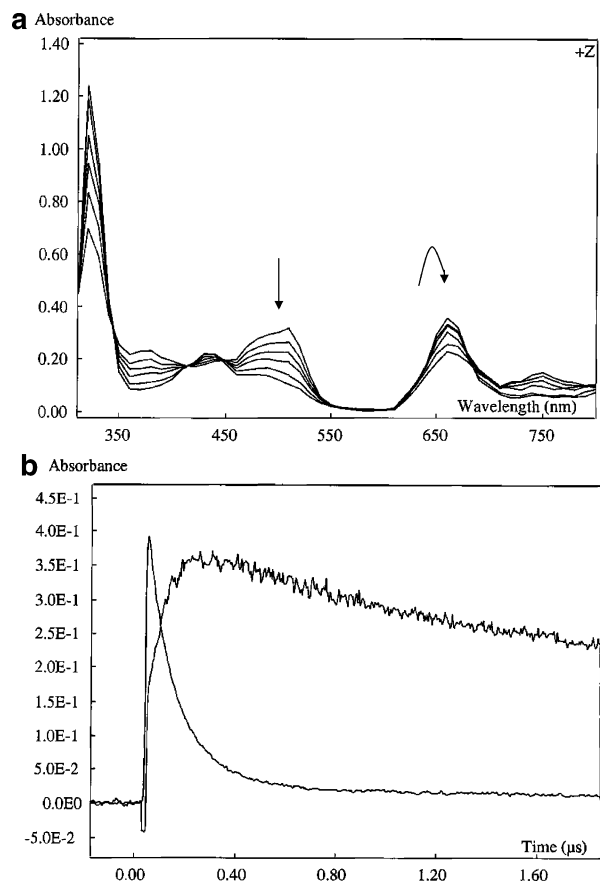 a Absorbance
+Z
1.40
1.20
1.00
0.80
0.60
0.40
0.20
0.00
Wavelength (nm)
350 450 550 650 750
b Absorbance
4.5E-1
4.0E-1
3.5E-1
3.0E-1
2.5E-1
2.0E-1
1.5E-1
1.0E-1
5.0E-2
0.0E0
-5.0E-2
Time (µs)
0.00 0.40 0.80 1.20 1.60